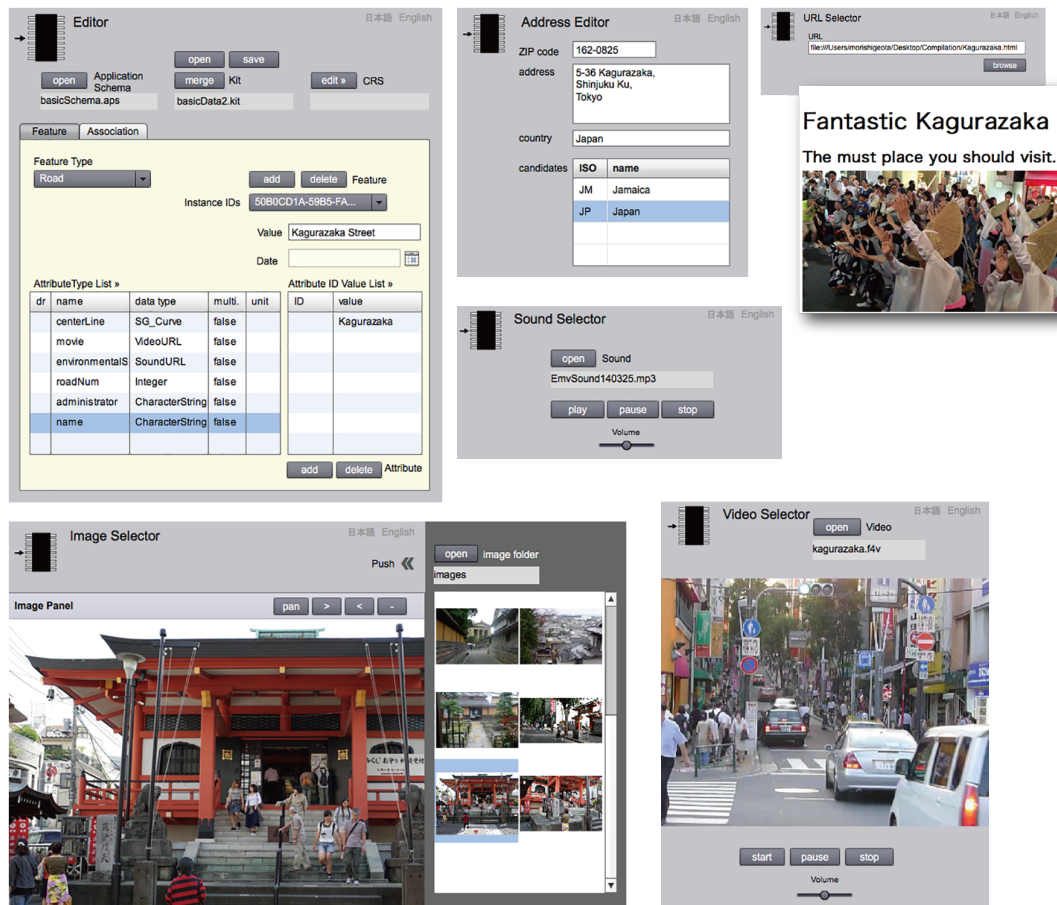 Editor
日本語 English
open save
open Application
Schema
merge Kit
edit » CRS
basicSchema.aps
basicData2.kit
Feature Association
Feature Type
Road
add delete Feature
Instance IDs 50B0CD1A-59B5-FA...
Value Kagurazaka Street
Date
AttributeType List »
dr name data type multi. unit
centerLine SG_Curve false
movie VideoURL false
environmentalS SoundURL false
roadNum Integer false
administrator CharacterString false
name CharacterString false
Attribute ID Value List »
ID value
Kagurazaka
add delete Attribute
Address Editor
日本語 English
ZIP code 162-0825
address 5-36 Kagurazaka,
Shinjuku Ku,
Tokyo
country Japan
candidates ISO name
JM Jamaica
JP Japan
URL Selector
日本語 English
URL
file:///Users/morishigeota/Desktop/Compilation/Kagurazaka.html
browse
Fantastic Kagurazaka
The must place you should visit.
Sound Selector
日本語 English
open Sound
EmvSound140325.mp3
play pause stop
Volume
Image Selector
日本語 English
Push
Image Panel
pan > < -
open image folder
images
Video Selector
日本語 English
open Video
kagurazaka.f4v
start pause stop
Volume